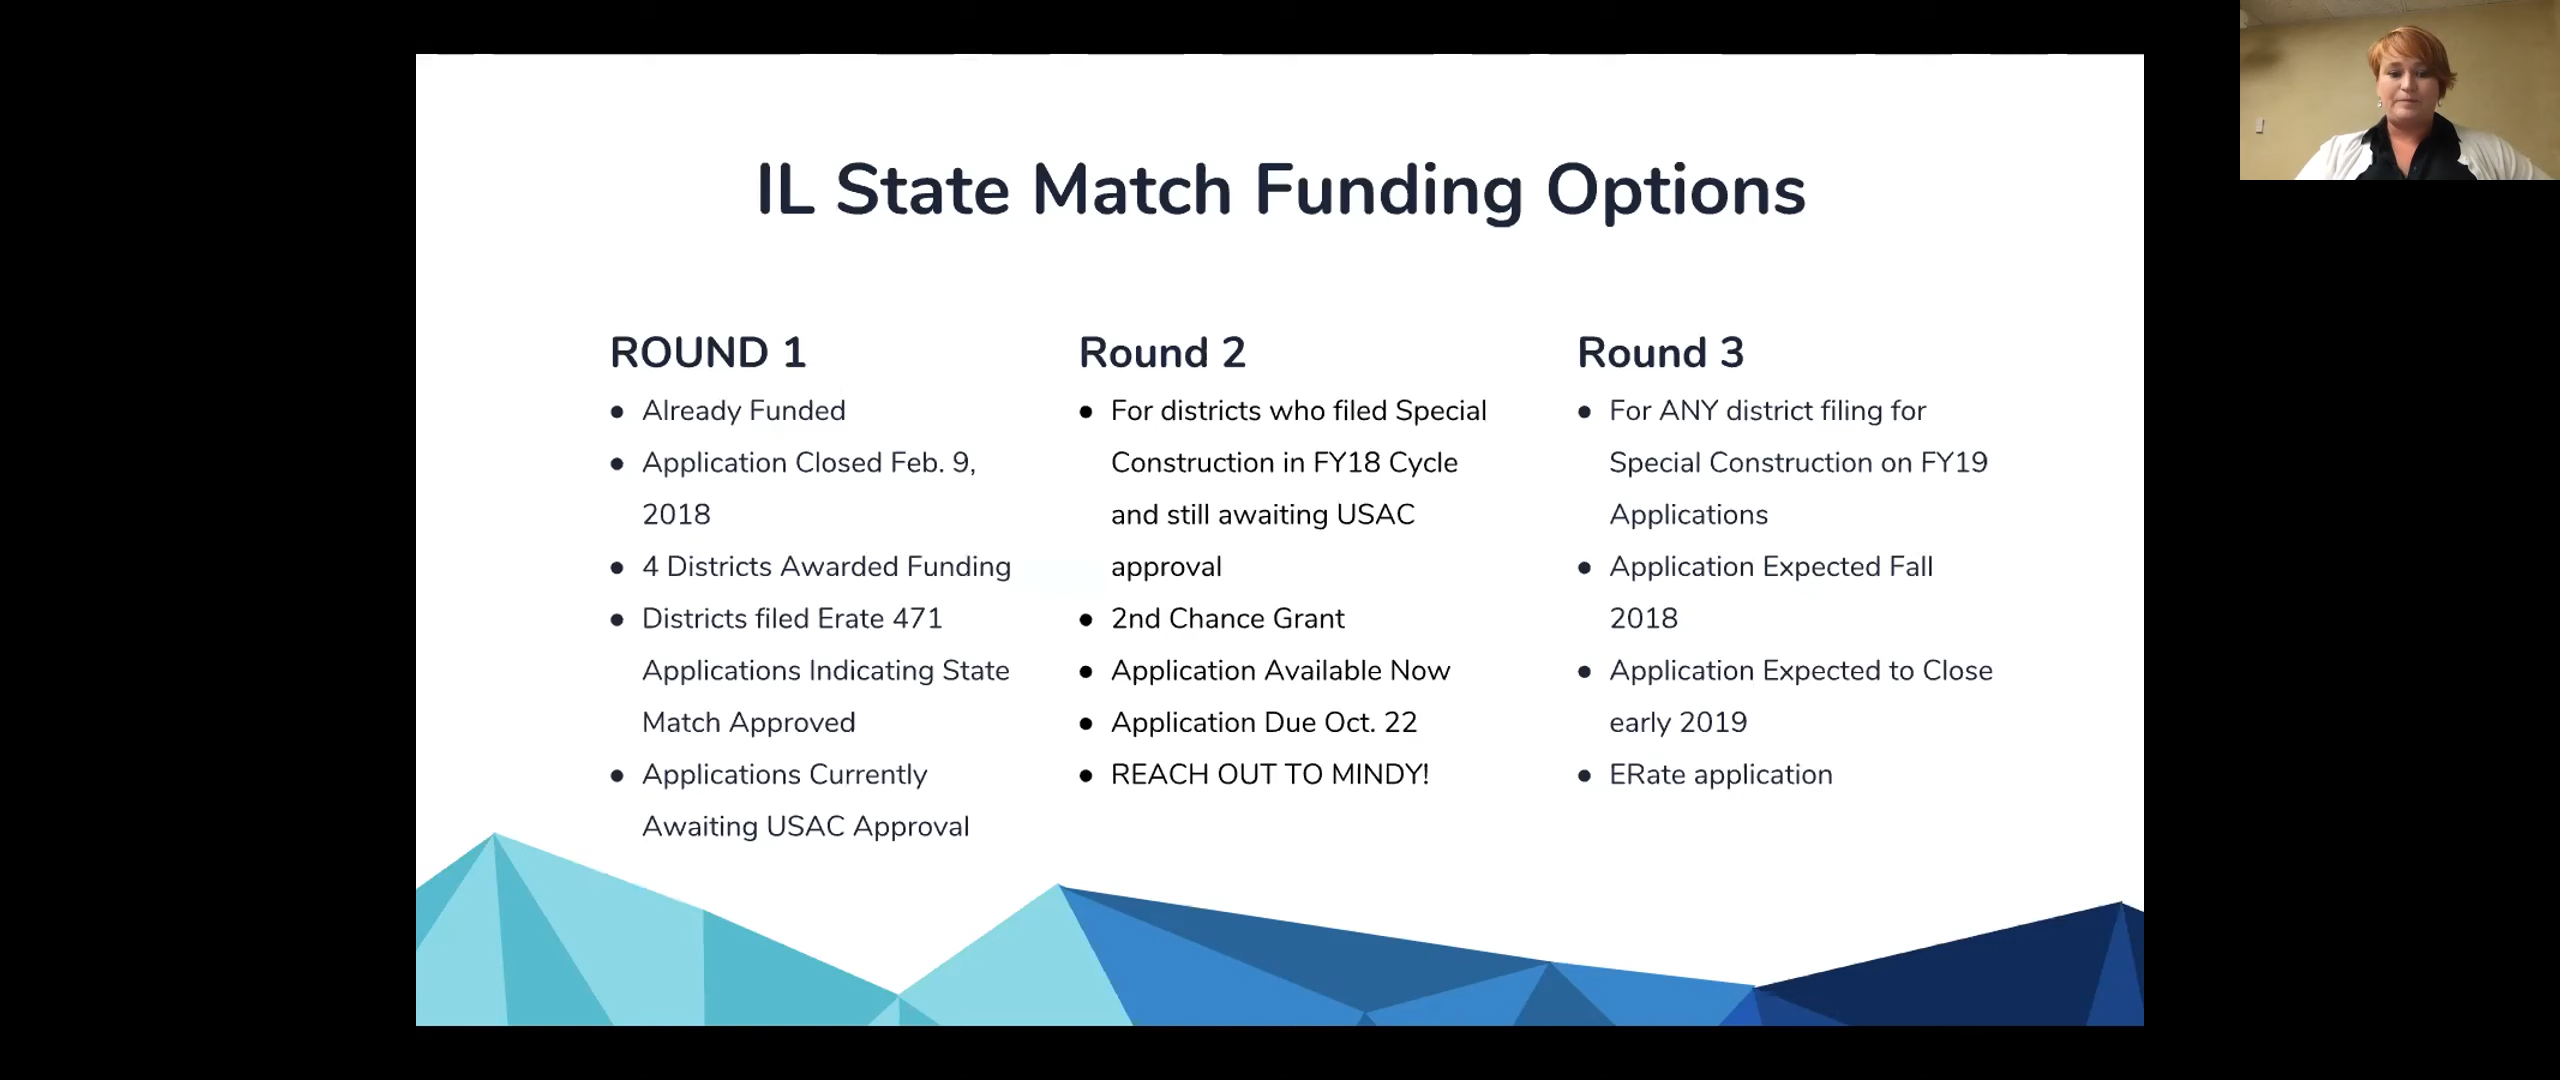 IL State Match Funding Options
ROUND 1
● Already Funded
● Application Closed Feb. 9,
2018
● 4 Districts Awarded Funding
● Districts filed Erate 471
Applications Indicating State
Match Approved
● Applications Currently
Awaiting USAC Approval
Round 2
● For districts who filed Special
Construction in FY18 Cycle
and still awaiting USAC
approval
● 2nd Chance Grant
● Application Available Now
● Application Due Oct. 22
● REACH OUT TO MINDY!
Round 3
● For ANY district filing for
Special Construction on FY19
Applications
● Application Expected Fall
2018
● Application Expected to Close
early 2019
● ERate application